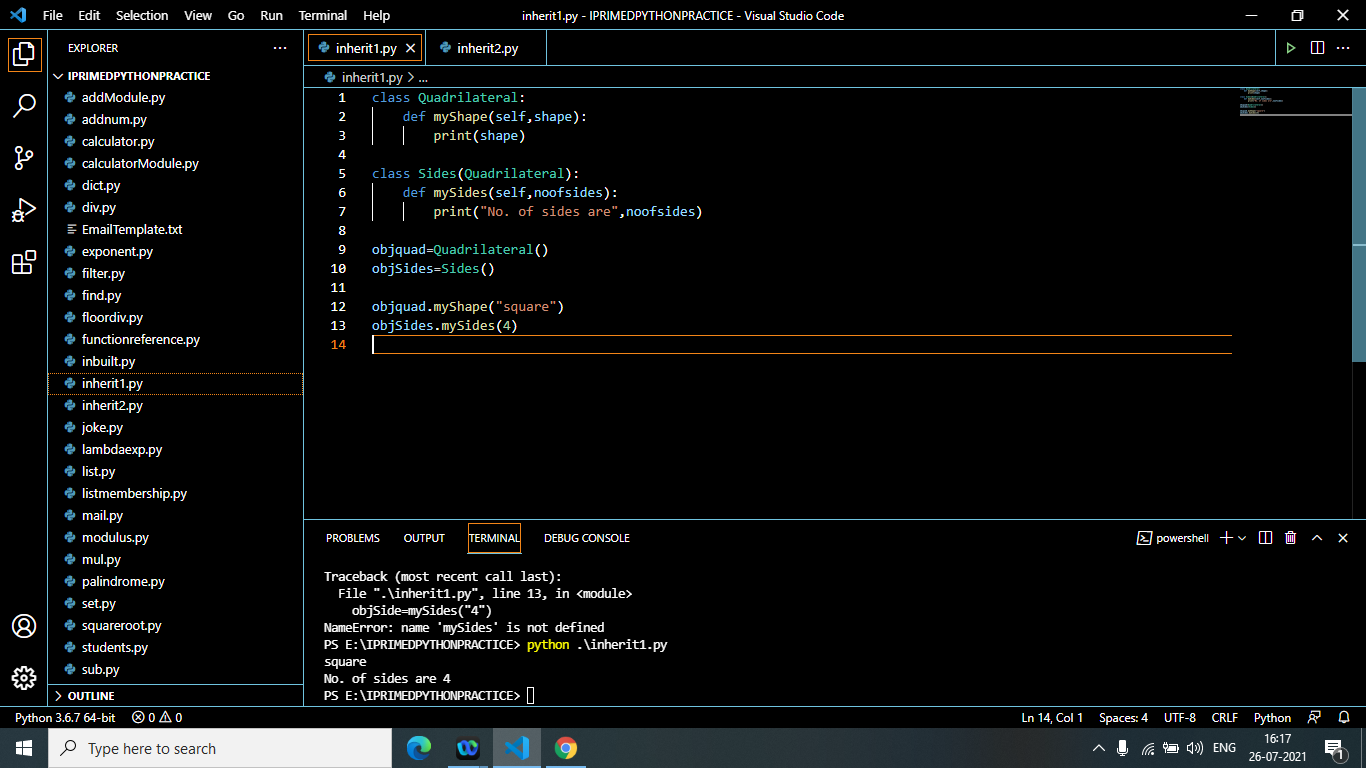 File Edit Selection View Go Run Terminal Help
inherit1.py - IPRIMEDPYTHONPRACTICE - Visual Studio Code
EXPLORER
IPRIMEDPYTHONPRACTICE
addModule.py
addnum.py
calculator.py
calculatorModule.py
dict.py
div.py
EmailTemplate.txt
exponent.py
filter.py
find.py
floordiv.py
functionreference.py
inbuilt.py
inherit1.py
inherit2.py
joke.py
lambdaexp.py
list.py
listmembership.py
mail.py
modulus.py
mul.py
palindrome.py
set.py
squareroot.py
students.py
sub.py
OUTLINE
inherit1.py inherit2.py
inherit1.py > ...
1 class Quadrilateral:
2 def myShape(self,shape):
3 print(shape)
4
5 class Sides(Quadrilateral):
6 def mySides(self,noofsides):
7 print("No. of sides are",noofsides)
8
9 objquad=Quadrilateral()
10 objSides=Sides()
11
12 objquad.myShape("square")
13 objSides.mySides(4)
14
PROBLEMS OUTPUT TERMINAL DEBUG CONSOLE
powershell
Traceback (most recent call last):
File ".\inherit1.py", line 13, in <module>
objSide=mySides("4")
NameError: name 'mySides' is not defined
PS E:\IPRIMEDPYTHONPRACTICE> python .\inherit1.py
square
No. of sides are 4
PS E:\IPRIMEDPYTHONPRACTICE>
Python 3.6.7 64-bit 0 0 Ln 14, Col 1 Spaces: 4 UTF-8 CRLF Python
Type here to search
ENG
16:17
26-07-2021
1